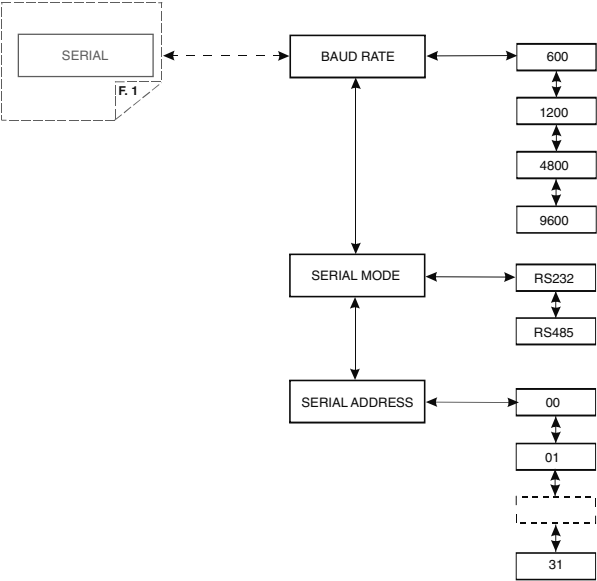 SERIAL
F. 1
BAUD RATE
600
1200
4800
9600
SERIAL MODE
RS232
RS485
SERIAL ADDRESS
00
01
31